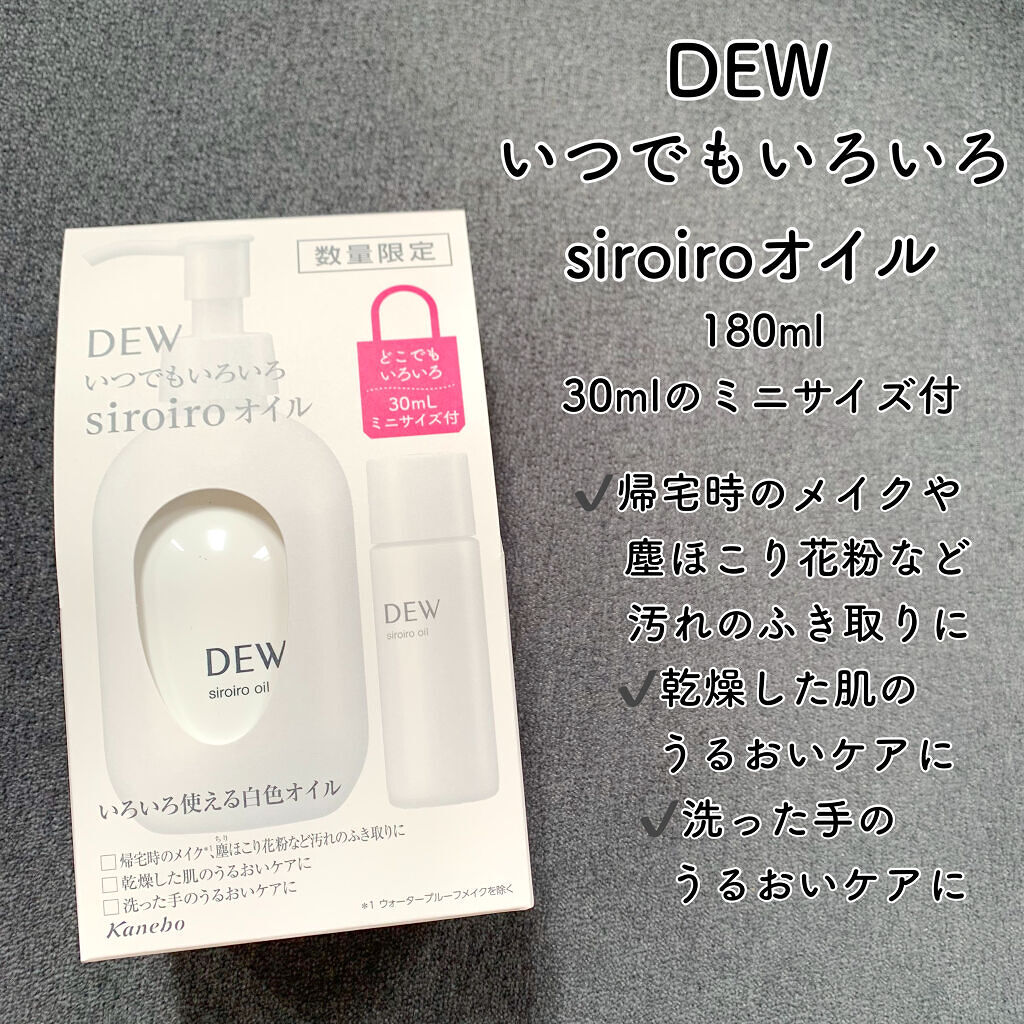 DEW
いつでもいろいろ
siroiroオイル
180ml
30mlのミニサイズ付
✔帰宅時のメイクや
塵ほこり花粉など
汚れのふき取りに
✔乾燥した肌の
うるおいケアに
✔洗った手の
うるおいケアに
数量限定
DEW
いつでもいろいろ
siroiroオイル
どこでも
いろいろ
30mL
ミニサイズ付
DEW
siroiro oil
DEW
siroiro oil
いろいろ使える白色オイル
ちり
□帰宅時のメイク*1、塵ほこり花粉など汚れのふき取りに
□乾燥した肌のうるおいケアに
□洗った手のうるおいケアに
*1 ウォータープルーフメイクを除く
Kanebo